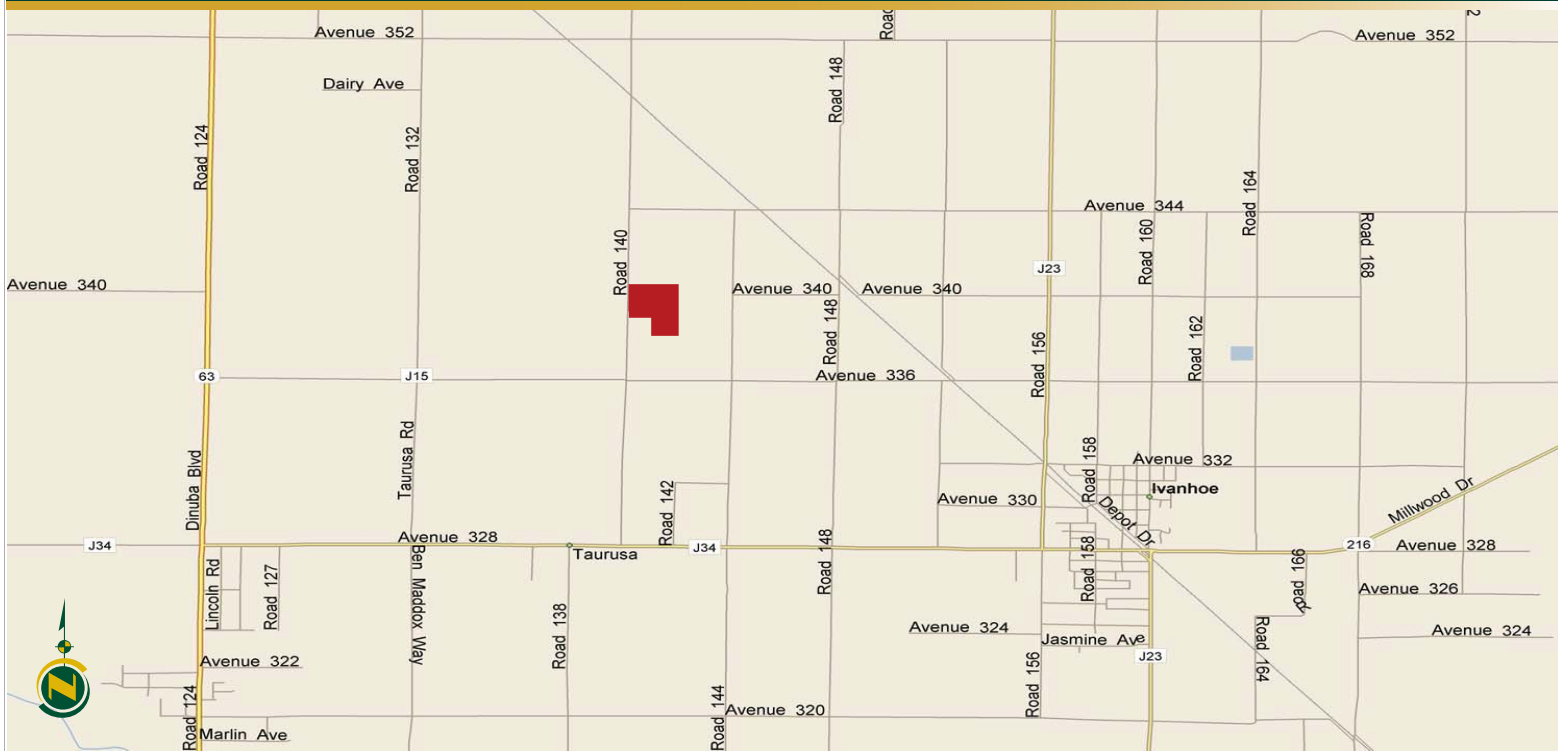 Road
2
Avenue 352
Avenue 352
Dairy Ave
Road 148
Road 124
Road 132
Road 164
Avenue 344
Road 140
Road 160
Road 168
J23
Avenue 340
Avenue 340
Avenue 340
Road 148
Road 156
Road 162
63
J15
Avenue 336
Dinuba Blvd
Taurusa Rd
Road 142
Road 158
Avenue 332
Ivanhoe
Avenue 330
Depot Dr
Millwood Dr
J34
Avenue 328
Taurusa
J34
Road 148
216
Avenue 328
Lincoln Rd
Road 127
Ben Maddox Way
Road 138
Road 158
Road 166
Avenue 326
Avenue 324
Jasmine Ave
Avenue 324
Road 164
J23
Avenue 322
Road 156
Road 124
Road 144
Avenue 320
Marlin Ave
N